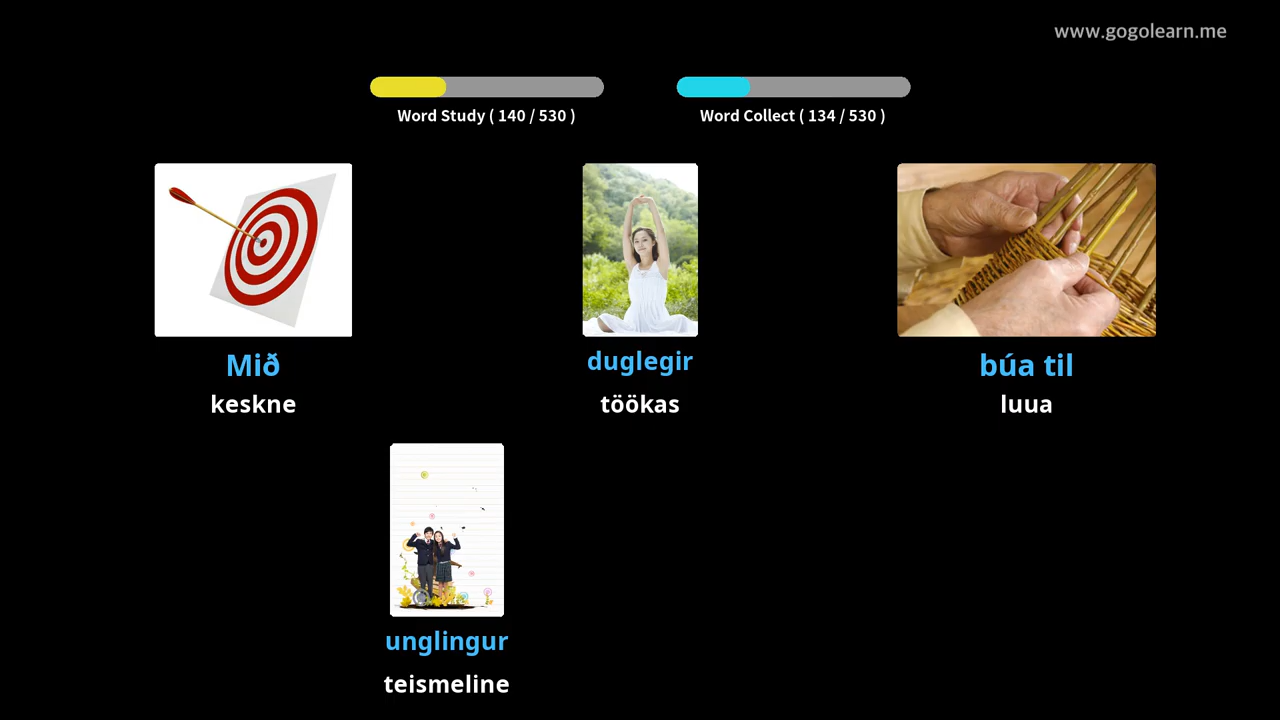 www.gogolearn.me
Word Study ( 140 / 530 )
Word Collect ( 134 / 530 )
Mið
duglegir
búa til
keskne
töökas
luua
unglingur
teismeline